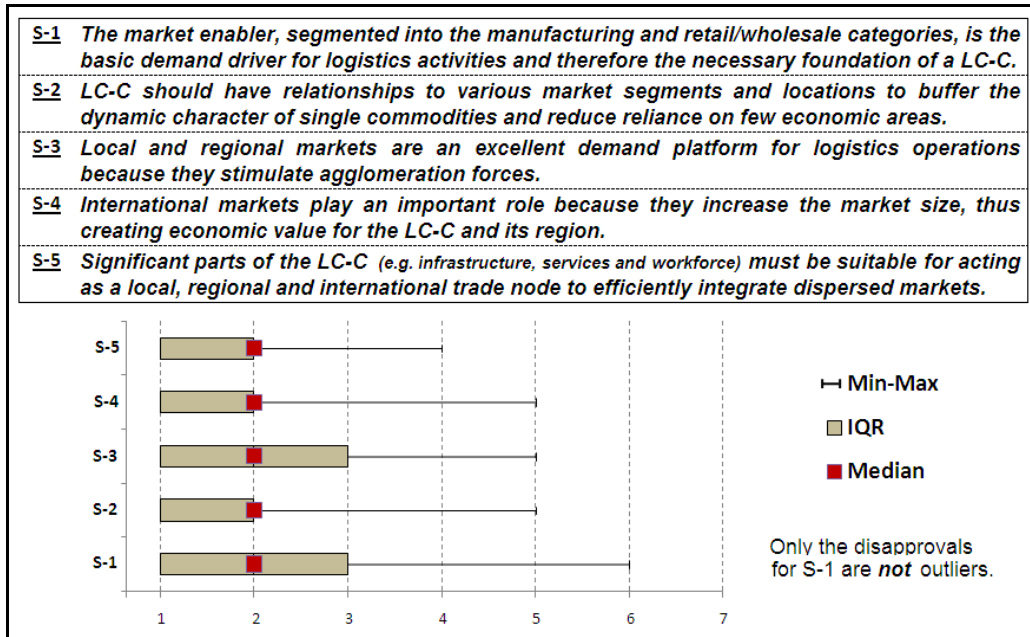 S-1 The market enabler, segmented into the manufacturing and retail/wholesale categories, is the
basic demand driver for logistics activities and therefore the necessary foundation of a LC-C.
S-2 LC-C should have relationships to various market segments and locations to buffer the
dynamic character of single commodities and reduce reliance on few economic areas.
S-3 Local and regional markets are an excellent demand platform for logistics operations
because they stimulate agglomeration forces.
S-4 International markets play an important role because they increase the market size, thus
creating economic value for the LC-C and its region.
S-5 Significant parts of the LC-C (e.g. infrastructure, services and workforce) must be suitable for acting
as a local, regional and international trade node to efficiently integrate dispersed markets.
S-5
S-4
S-3
S-2
S-1
1 2 3 4 5 6 7
Min-Max
IQR
Median
Only the disapprovals
for S-1 are not outliers.